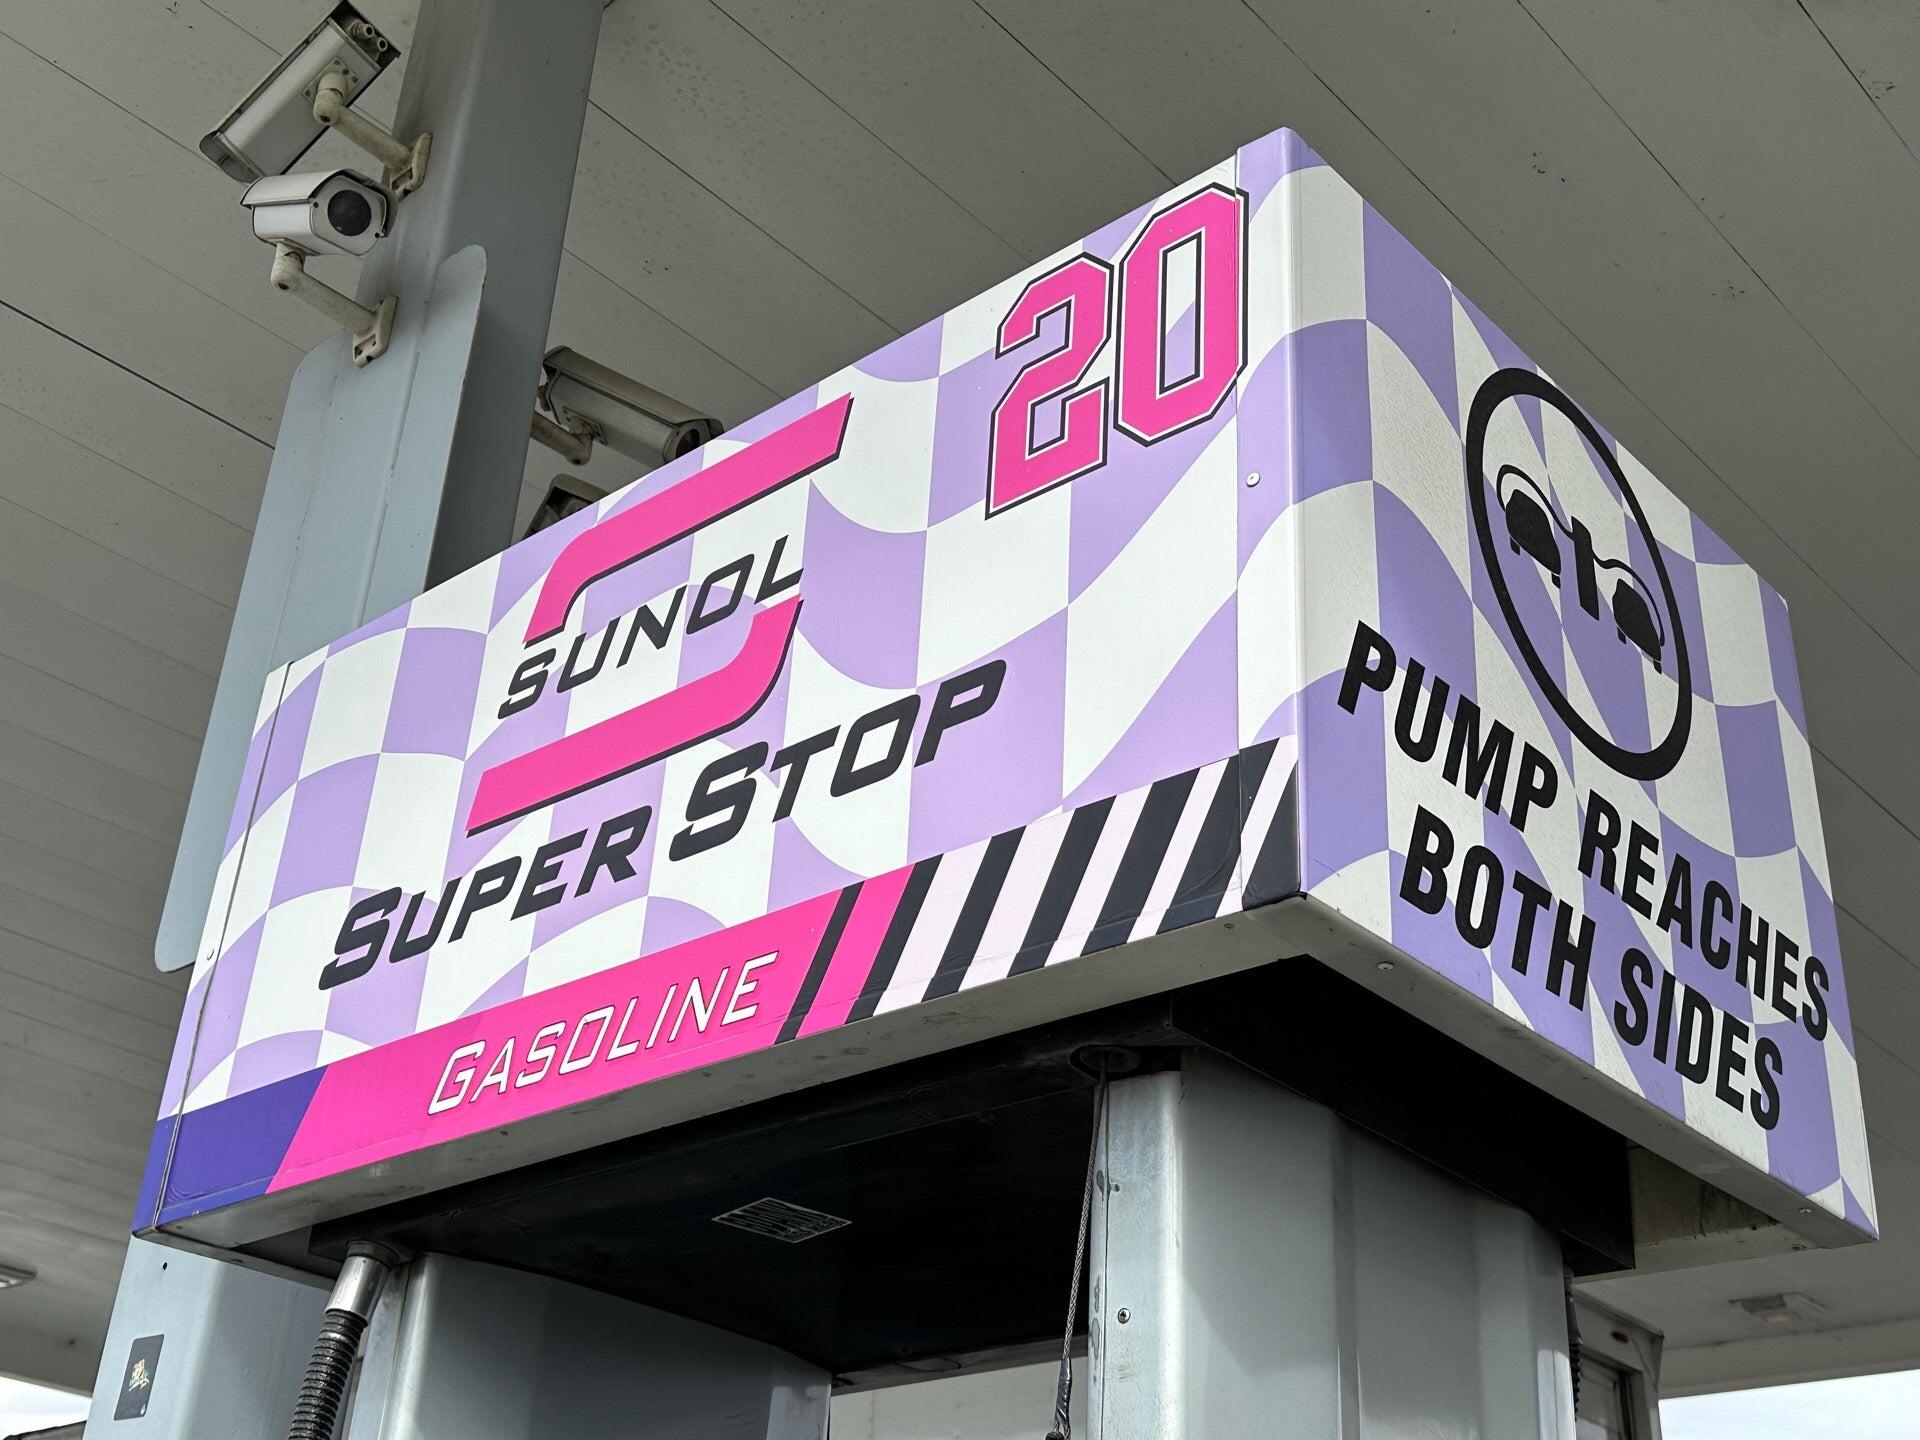 20
SUNOL
SUPER STOP
GASOLINE
PUMP REACHES
BOTH SIDES